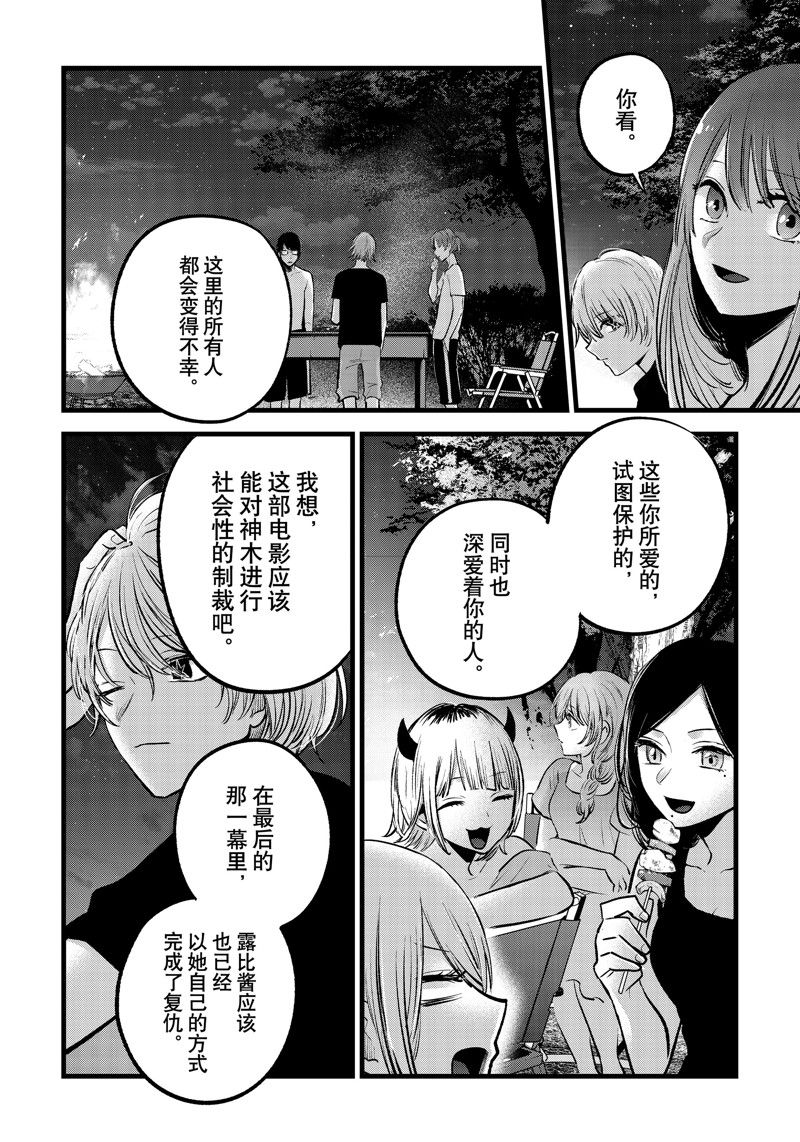 你看。
这里的所有人
都会变得不幸。
这些你所爱的，
试图保护的，
同时也
深爱着你的人。
我想，
这部电影应该
能对神木进行
社会性的制裁吧。
在最后的
那一幕里，
露比酱应该
也已经
以她自己的方式
完成了复仇。